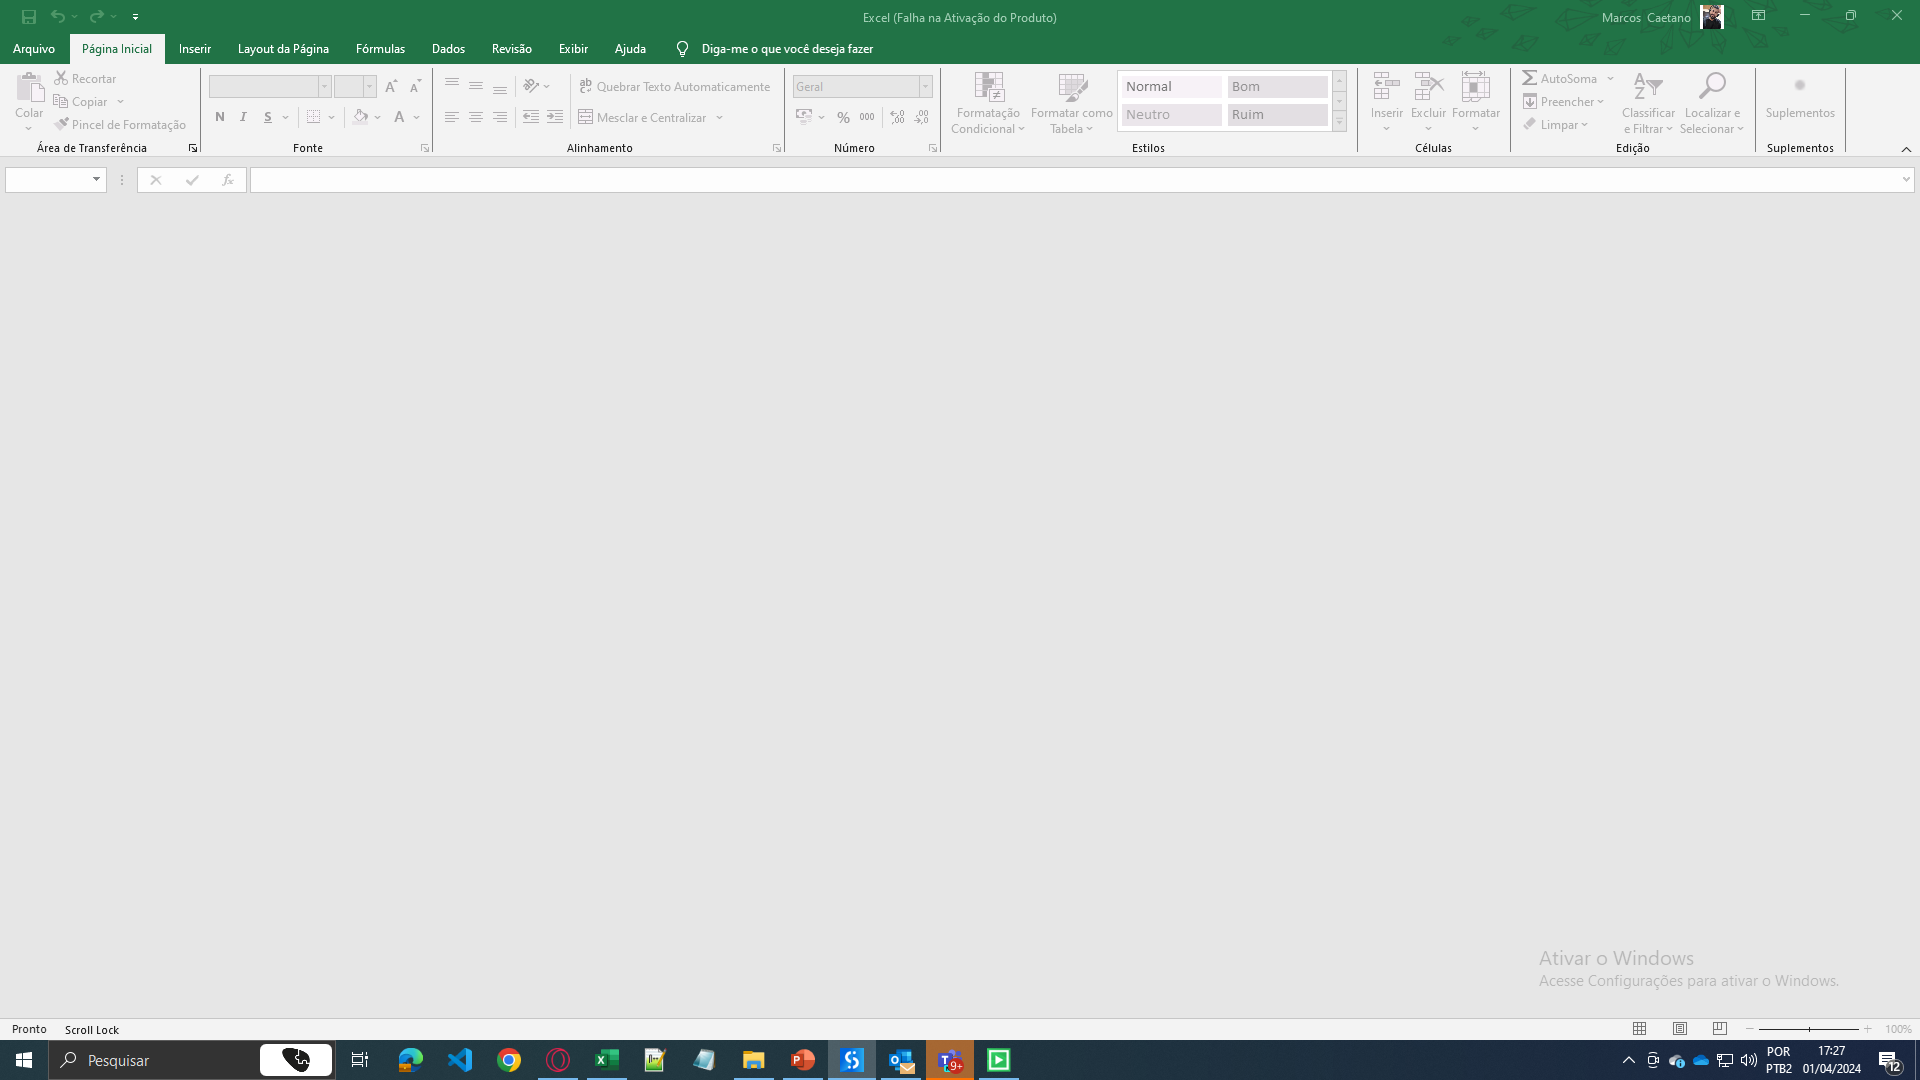 Excel (Falha na Ativação do Produto)
Marcos Caetano
Arquivo
Página Inicial
Inserir
Layout da Página
Fórmulas
Dados
Revisão
Exibir
Ajuda
Diga-me o que você deseja fazer
Colar
Recortar
Copiar
Pincel de Formatação
Área de Transferência
N I S
A
Fonte
Quebrar Texto Automaticamente
Mesclar e Centralizar
Alinhamento
Geral
% 000
Número
Formatação
Condicional
Formatar como
Tabela
Normal
Bom
Neutro
Ruim
Estilos
Inserir
Excluir
Formatar
Células
AutoSoma
Preencher
Limpar
Classificar
e Filtrar
Localizar e
Selecionar
Edição
Suplementos
Suplementos
fx
Ativar o Windows
Acesse Configurações para ativar o Windows.
Pronto
Scroll Lock
100%
Pesquisar
9+
POR
PTB2
17:27
01/04/2024
12